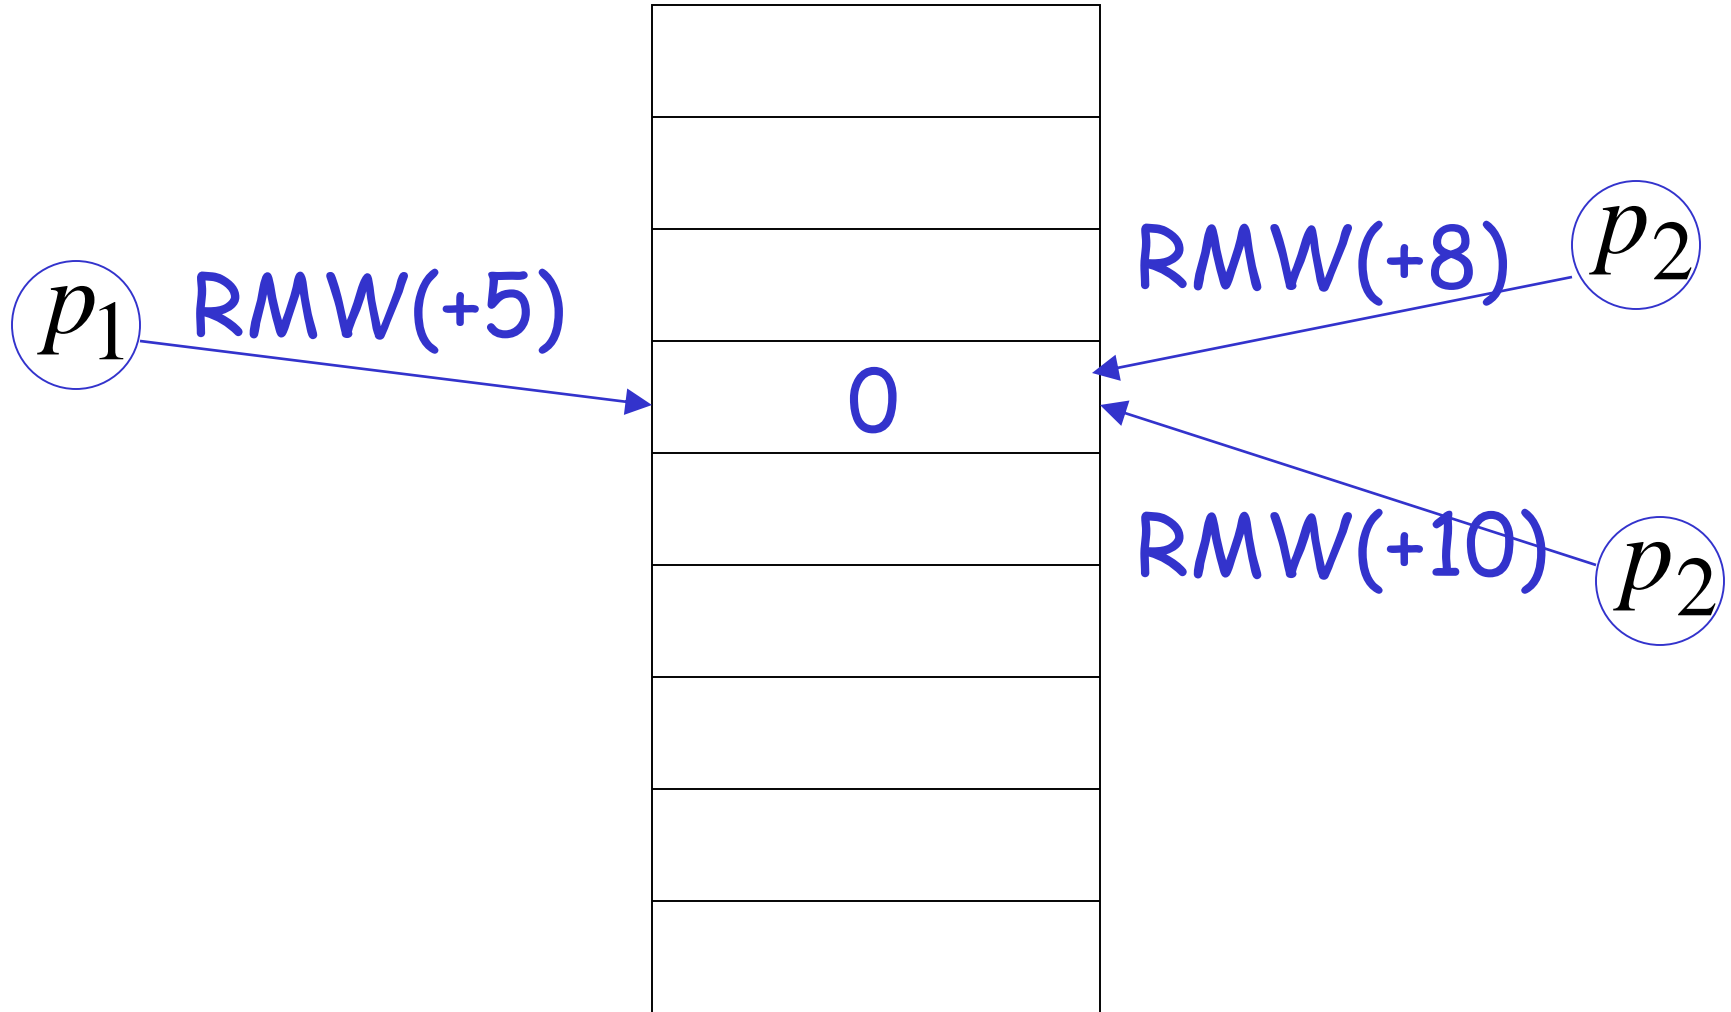 p₂
RMW(+8)
p₁
RMW(+5)
0
RMW(+10)
p₂